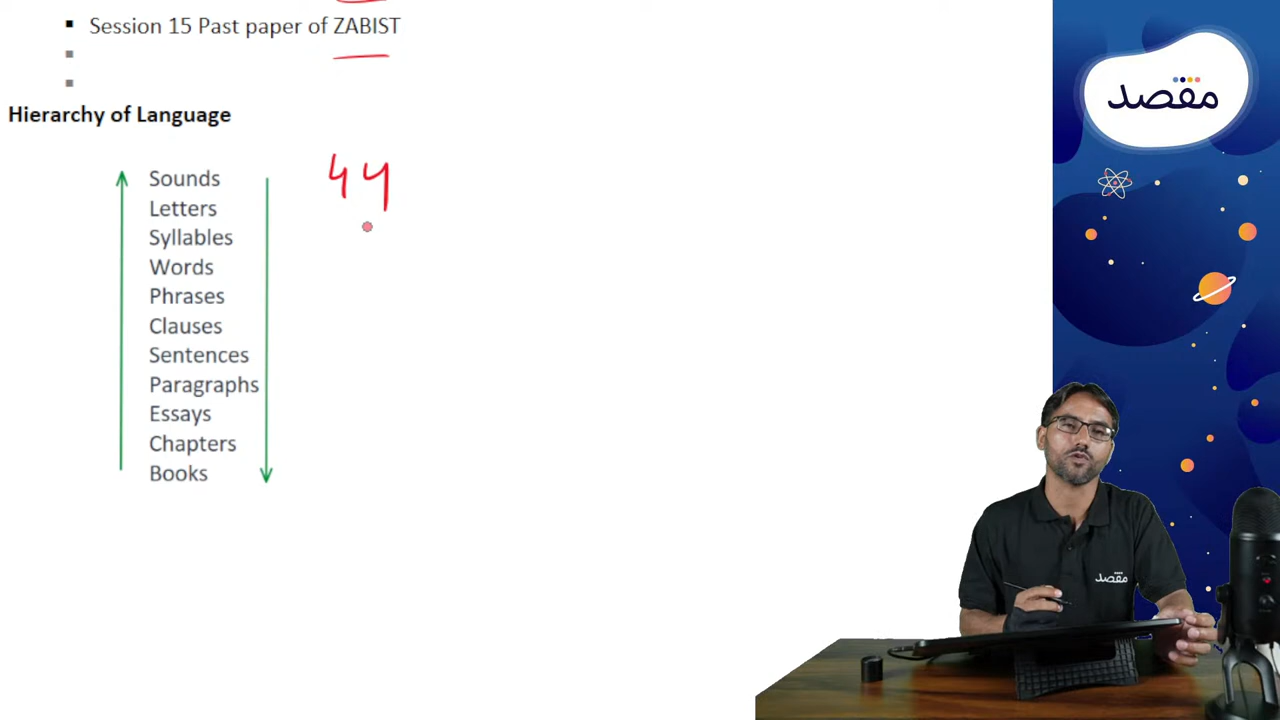 Session 15 Past paper of ZABIST
مقصد
Hierarchy of Language
Sounds
44
Letters
Syllables
Words
Phrases
Clauses
Sentences
Paragraphs
Essays
Chapters
Books
مقصد